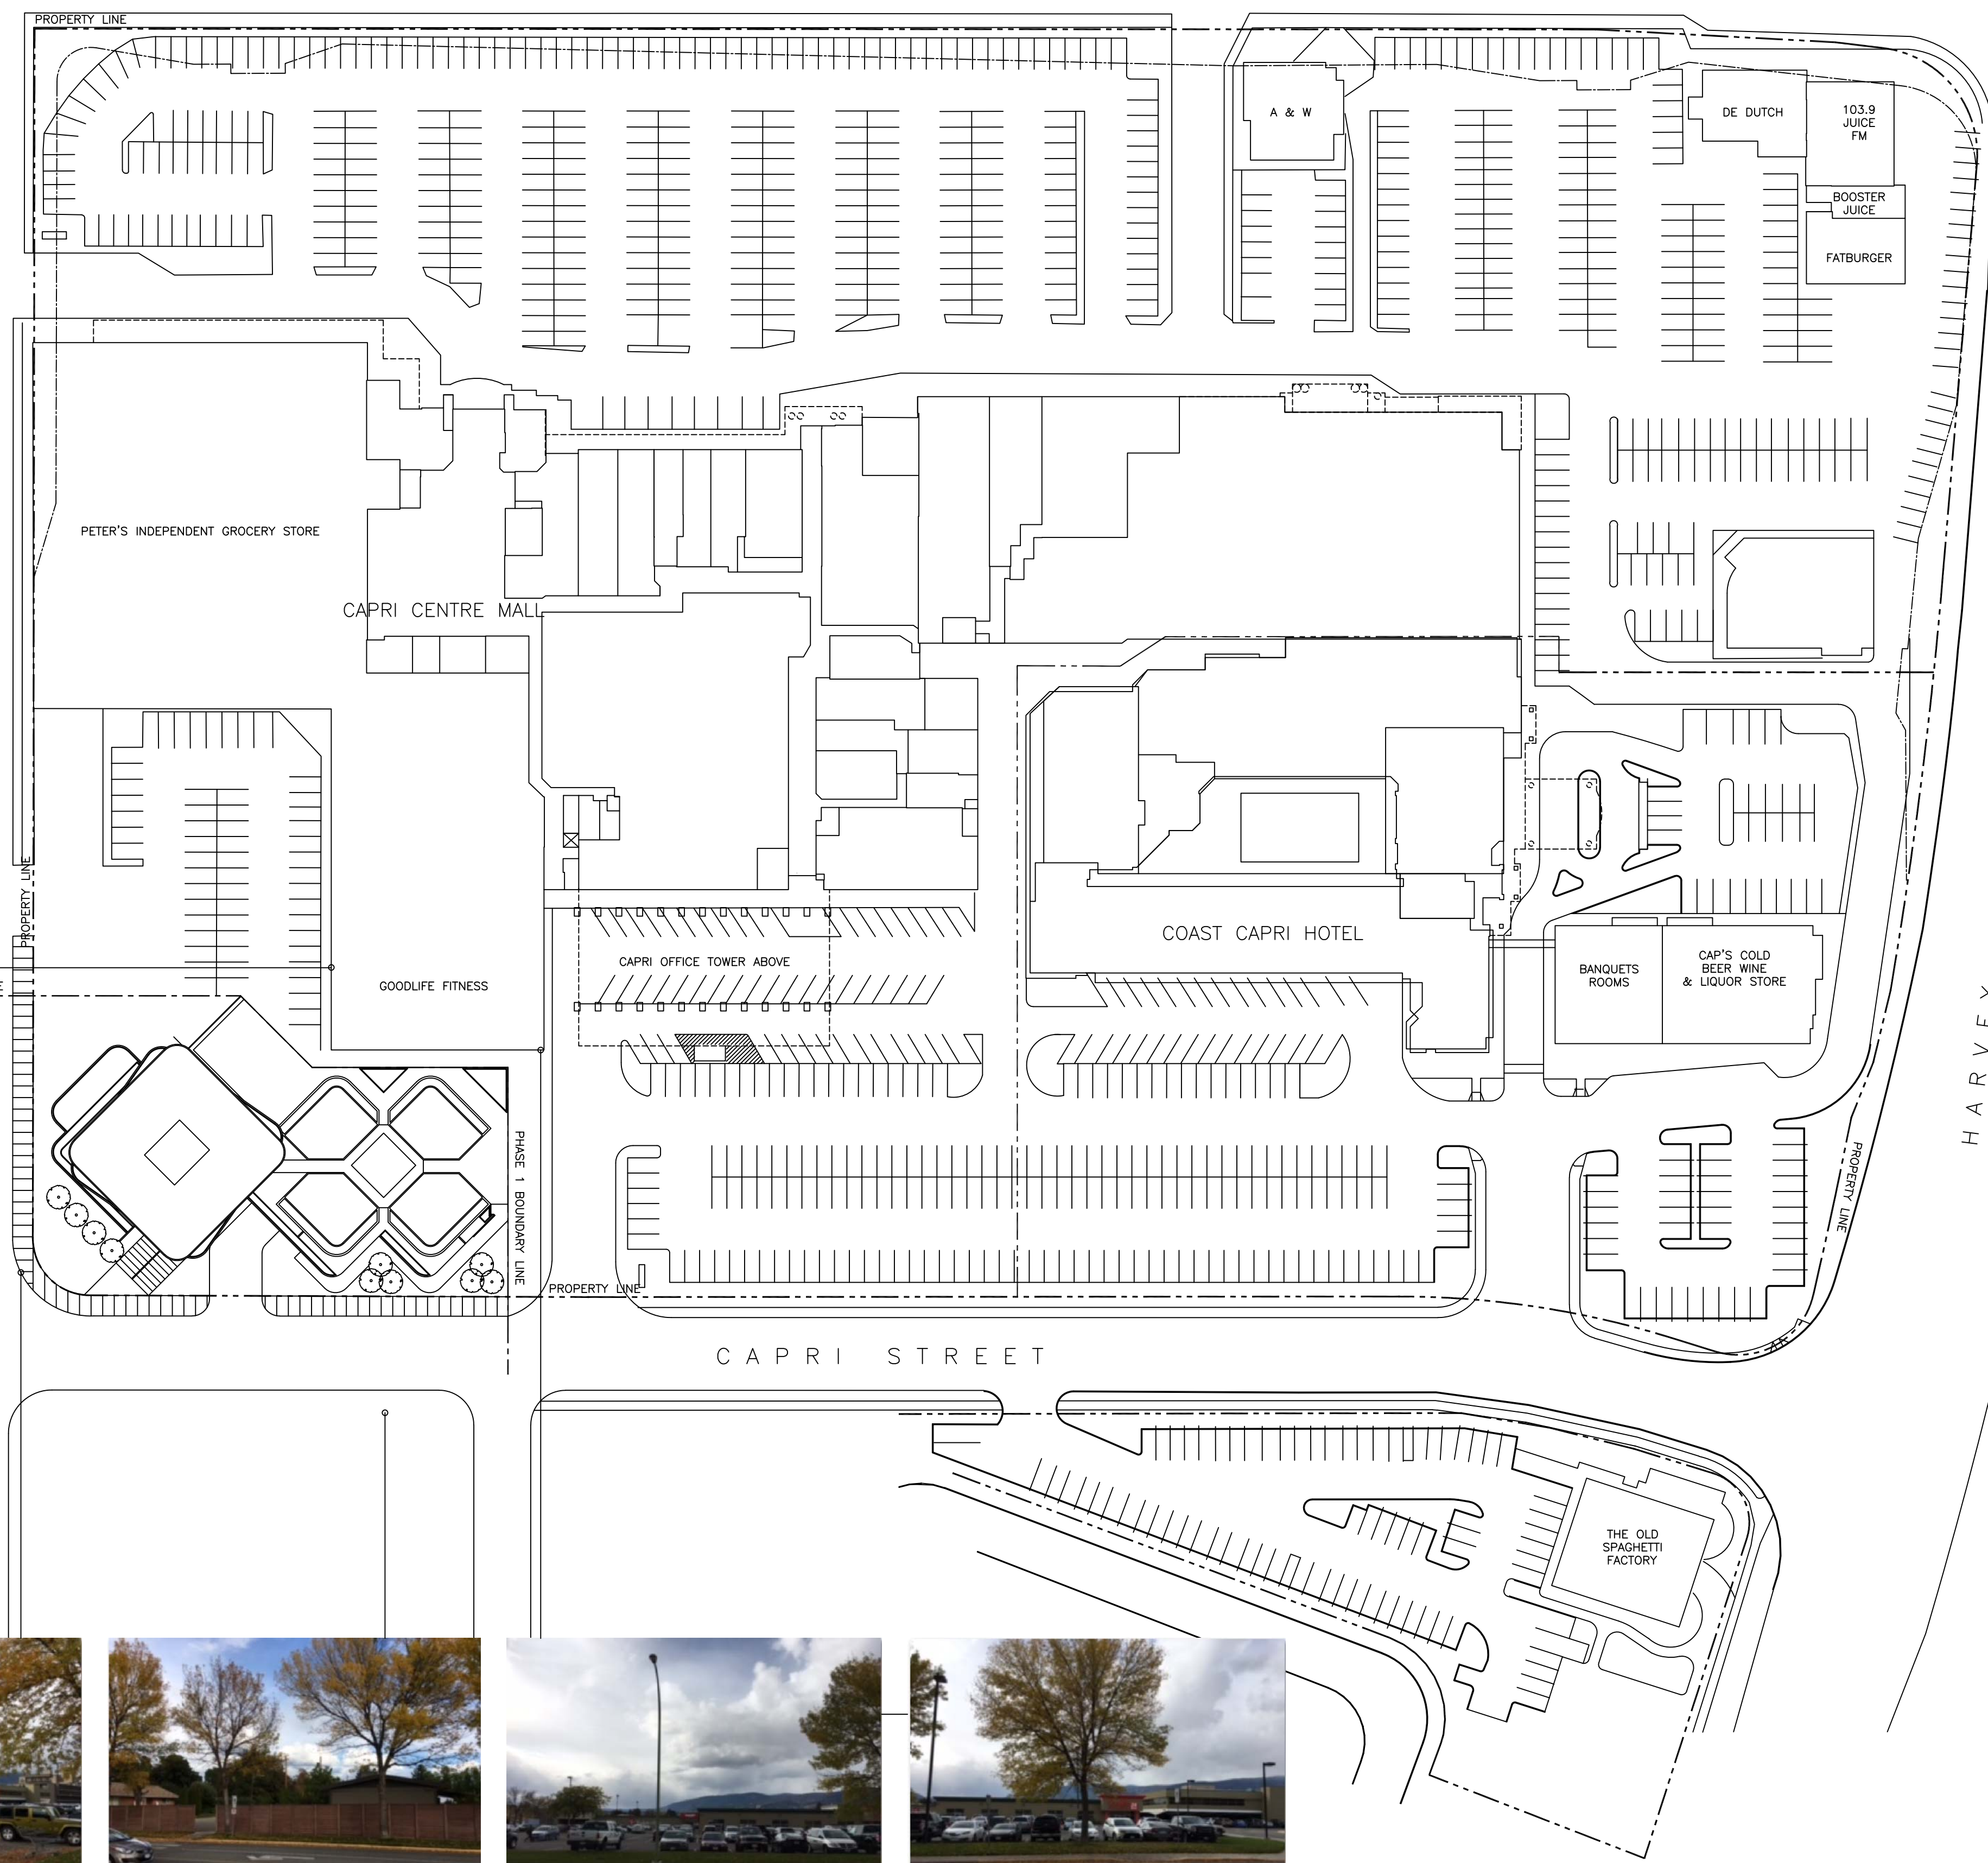 PROPERTY LINE
A & W
DE DUTCH
103.9
JUICE
FM
BOOSTER
JUICE
FATBURGER
PETER'S INDEPENDENT GROCERY STORE
CAPRI CENTRE MALL
PROPERTY LINE
COAST CAPRI HOTEL
CAPRI OFFICE TOWER ABOVE
GOODLIFE FITNESS
BANQUETS
ROOMS
CAP'S COLD
BEER WINE
& LIQUOR STORE
HARVEY
PHASE 1 BOUNDARY LINE
PROPERTY LINE
PROPERTY LINE
CAPRI STREET
THE OLD
SPAGHETTI
FACTORY